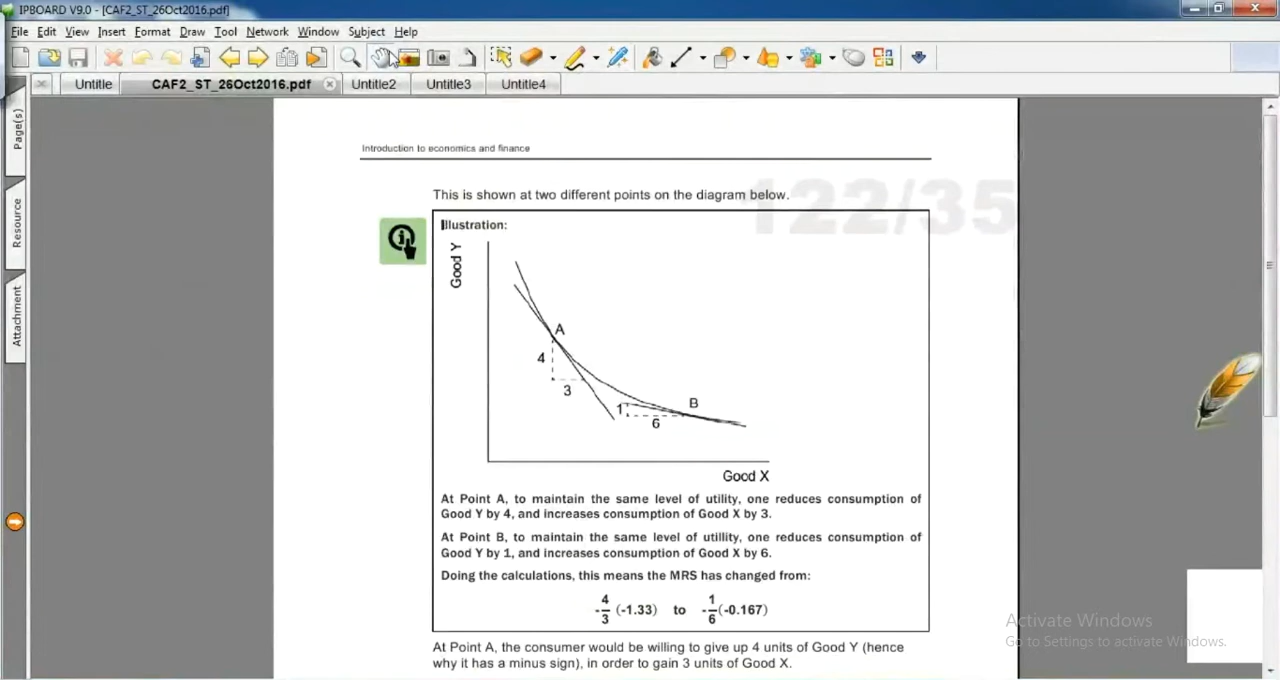 IPBOARD V9.0 - [CAF2_ST_26Oct2016.pdf]
File Edit View Insert Format Draw Tool Network Window Subject Help
Untitle CAF2_ST_26Oct2016.pdf Untitle2 Untitle3 Untitle4
Page(s)
Resource
Attachment
Introduction to economics and finance
122/35
This is shown at two different points on the diagram below.
Illustration:
Good Y
A
4
3
B
1
6
Good X
At Point A, to maintain the same level of utility, one reduces consumption of
Good Y by 4, and increases consumption of Good X by 3.
At Point B, to maintain the same level of utillity, one reduces consumption of
Good Y by 1, and increases consumption of Good X by 6.
Doing the calculations, this means the MRS has changed from:
-4/3 (-1.33) to -1/6 (-0.167)
At Point A, the consumer would be willing to give up 4 units of Good Y (hence
why it has a minus sign), in order to gain 3 units of Good X.
Activate Windows
Go to Settings to activate Windows.